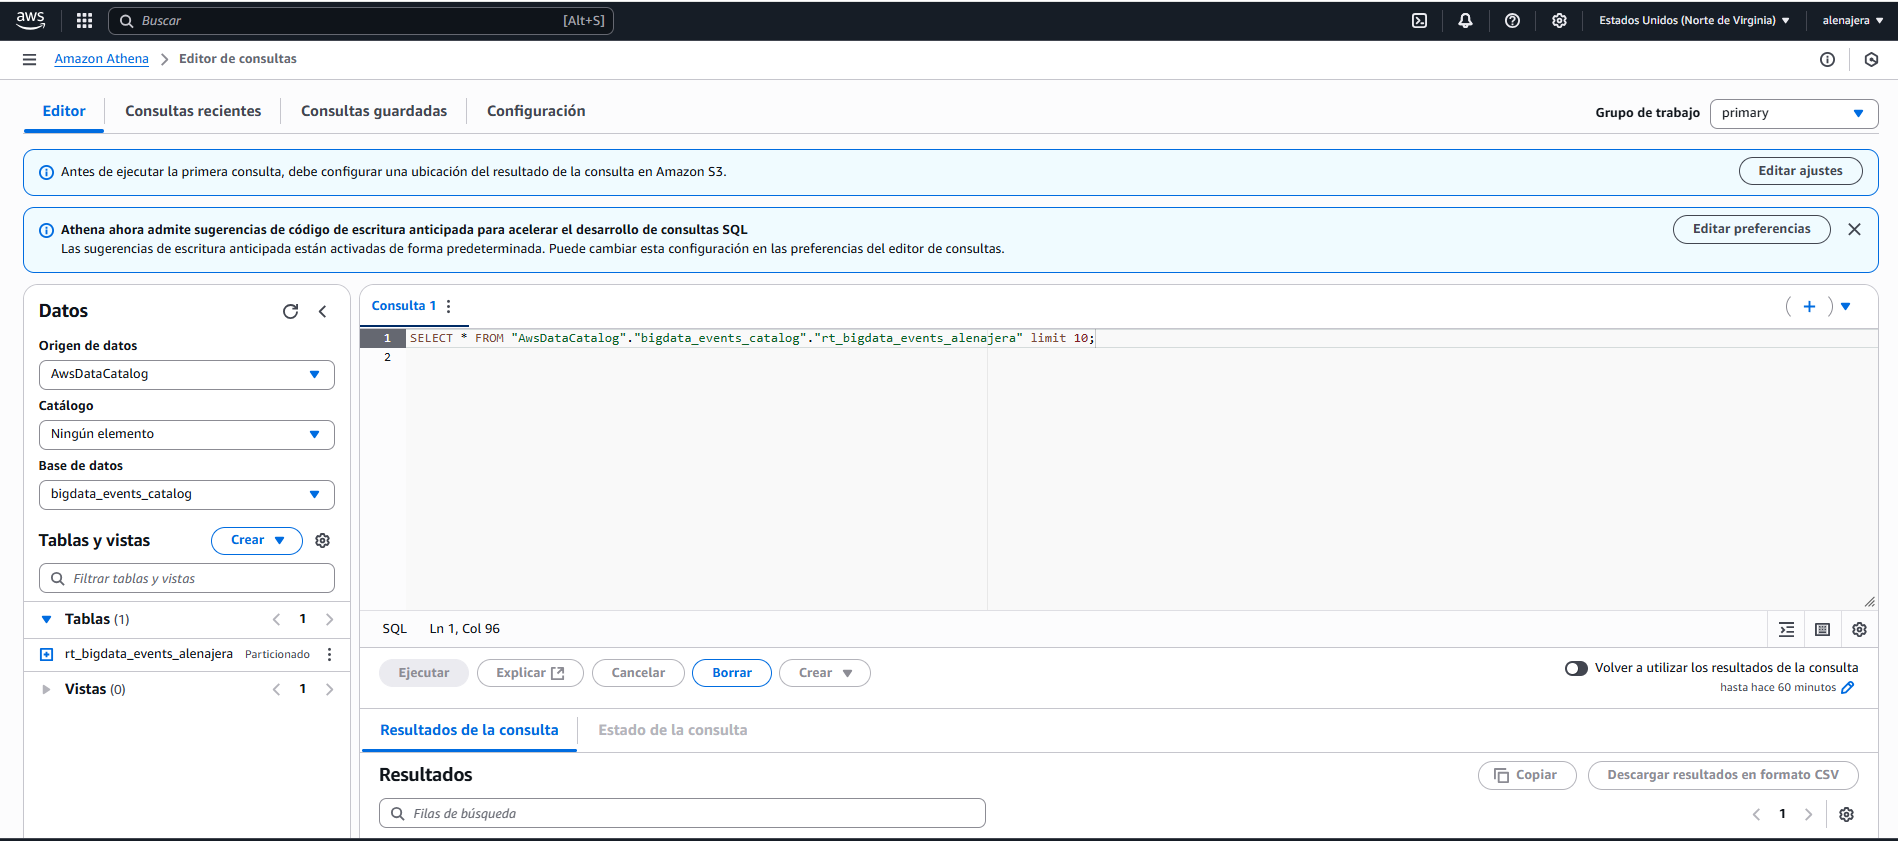 aws
Buscar
[Alt+S]
Estados Unidos (Norte de Virginia)
alenajera
Amazon Athena
Editor de consultas
Editor
Consultas recientes
Consultas guardadas
Configuración
Grupo de trabajo
primary
Antes de ejecutar la primera consulta, debe configurar una ubicación del resultado de la consulta en Amazon S3.
Editar ajustes
Athena ahora admite sugerencias de código de escritura anticipada para acelerar el desarrollo de consultas SQL
Las sugerencias de escritura anticipada están activadas de forma predeterminada. Puede cambiar esta configuración en las preferencias del editor de consultas.
Editar preferencias
Datos
Origen de datos
AwsDataCatalog
Catálogo
Ningún elemento
Base de datos
bigdata_events_catalog
Tablas y vistas
Crear
Filtrar tablas y vistas
Tablas (1)
1
rt_bigdata_events_alenajera
Particionado
Vistas (0)
1
Consulta 1
1 SELECT * FROM "AwsDataCatalog"."bigdata_events_catalog"."rt_bigdata_events_alenajera" limit 10;
2
SQL
Ln 1, Col 96
Ejecutar
Explicar
Cancelar
Borrar
Crear
Volver a utilizar los resultados de la consulta
hasta hace 60 minutos
Resultados de la consulta
Estado de la consulta
Resultados
Copiar
Descargar resultados en formato CSV
Filas de búsqueda
1